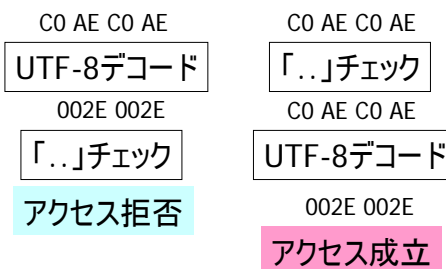 C0 AE C0 AE
UTF-8デコード
002E 002E
「..」チェック
アクセス拒否
C0 AE C0 AE
「..」チェック
C0 AE C0 AE
UTF-8デコード
002E 002E
アクセス成立